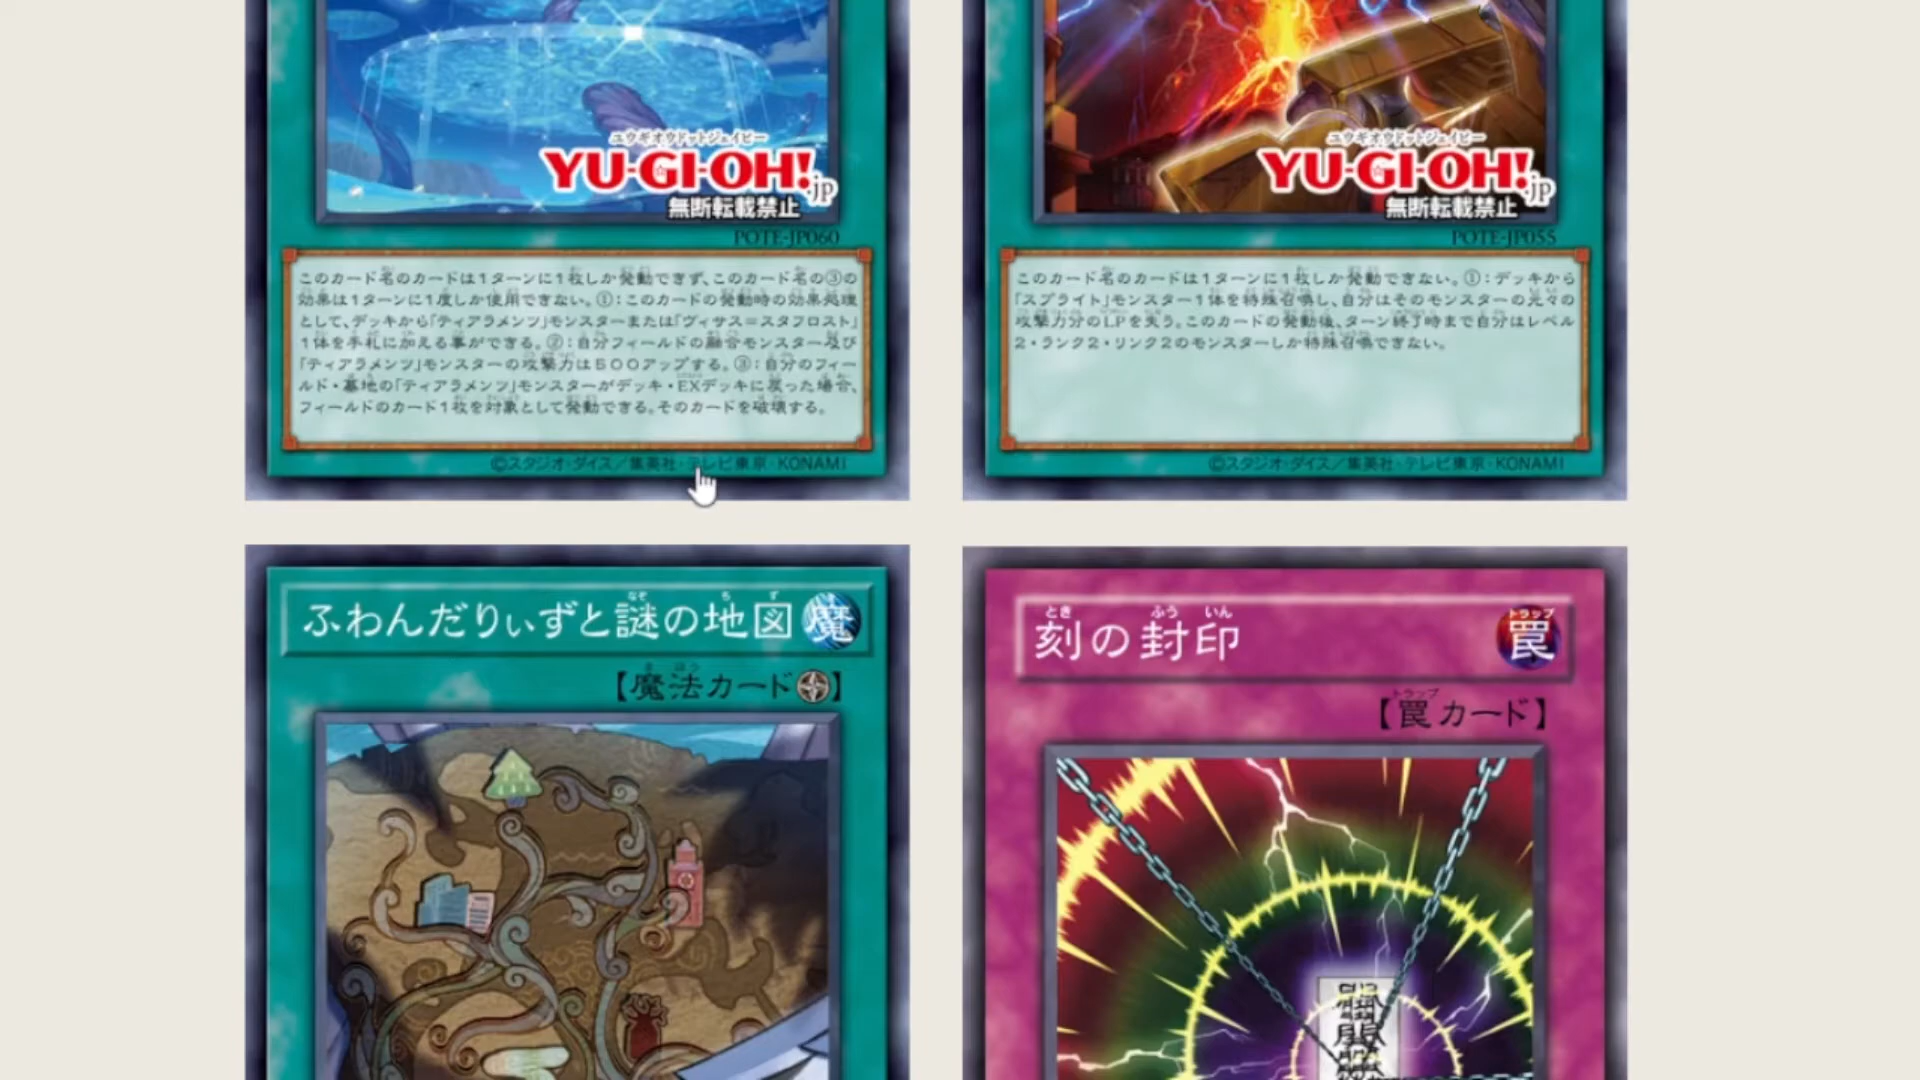 ユウギオウドットジェイピー
YU-GI-OH!.jp
無断転載禁止
POTE-JP060
このカード名のカードは1ターンに1枚しか発動できず、このカード名の③の
効果は1ターンに1度しか使用できない。①:このカードの発動時の効果処理
として、デッキから「ティアラメンツ」モンスターまたは「ヴィサス=スタフロスト」
1体を手札に加える事ができる。②:自分フィールドの融合モンスター及び
「ティアラメンツ」モンスターの攻撃力は500アップする。③:自分のフィー
ルド・墓地の「ティアラメンツ」モンスターがデッキ・EXデッキに戻った場合、
フィールドのカード1枚を対象として発動できる。そのカードを破壊する。
©スタジオ・ダイス/集英社・テレビ東京・KONAMI
ユウギオウドットジェイピー
YU-GI-OH!.jp
無断転載禁止
POTE-JP055
このカード名のカードは1ターンに1枚しか発動できない。①:デッキから
「スプライト」モンスター1体を特殊召喚し、自分はそのモンスターの元々の
攻撃力分のLPを失う。このカードの発動後、ターン終了時まで自分はレベル
2・ランク2・リンク2のモンスターしか特殊召喚できない。
©スタジオ・ダイス/集英社・テレビ東京・KONAMI
ふわんだりぃずと謎の地図 魔
【魔法カード】
刻の封印 罠
【罠カード】